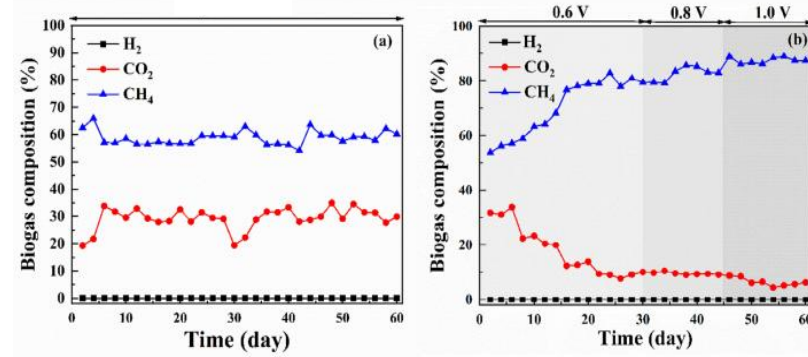 0.6 V 0.8 V 1.0 V
(a)
H2
CO2
CH4
Biogas composition (%)
100
90
80
70
60
50
40
30
20
10
0
0 10 20 30 40 50 60
Time (day)
(b)
H2
CO2
CH4
Biogas composition (%)
100
80
60
40
20
0
0 10 20 30 40 50 60
Time (day)